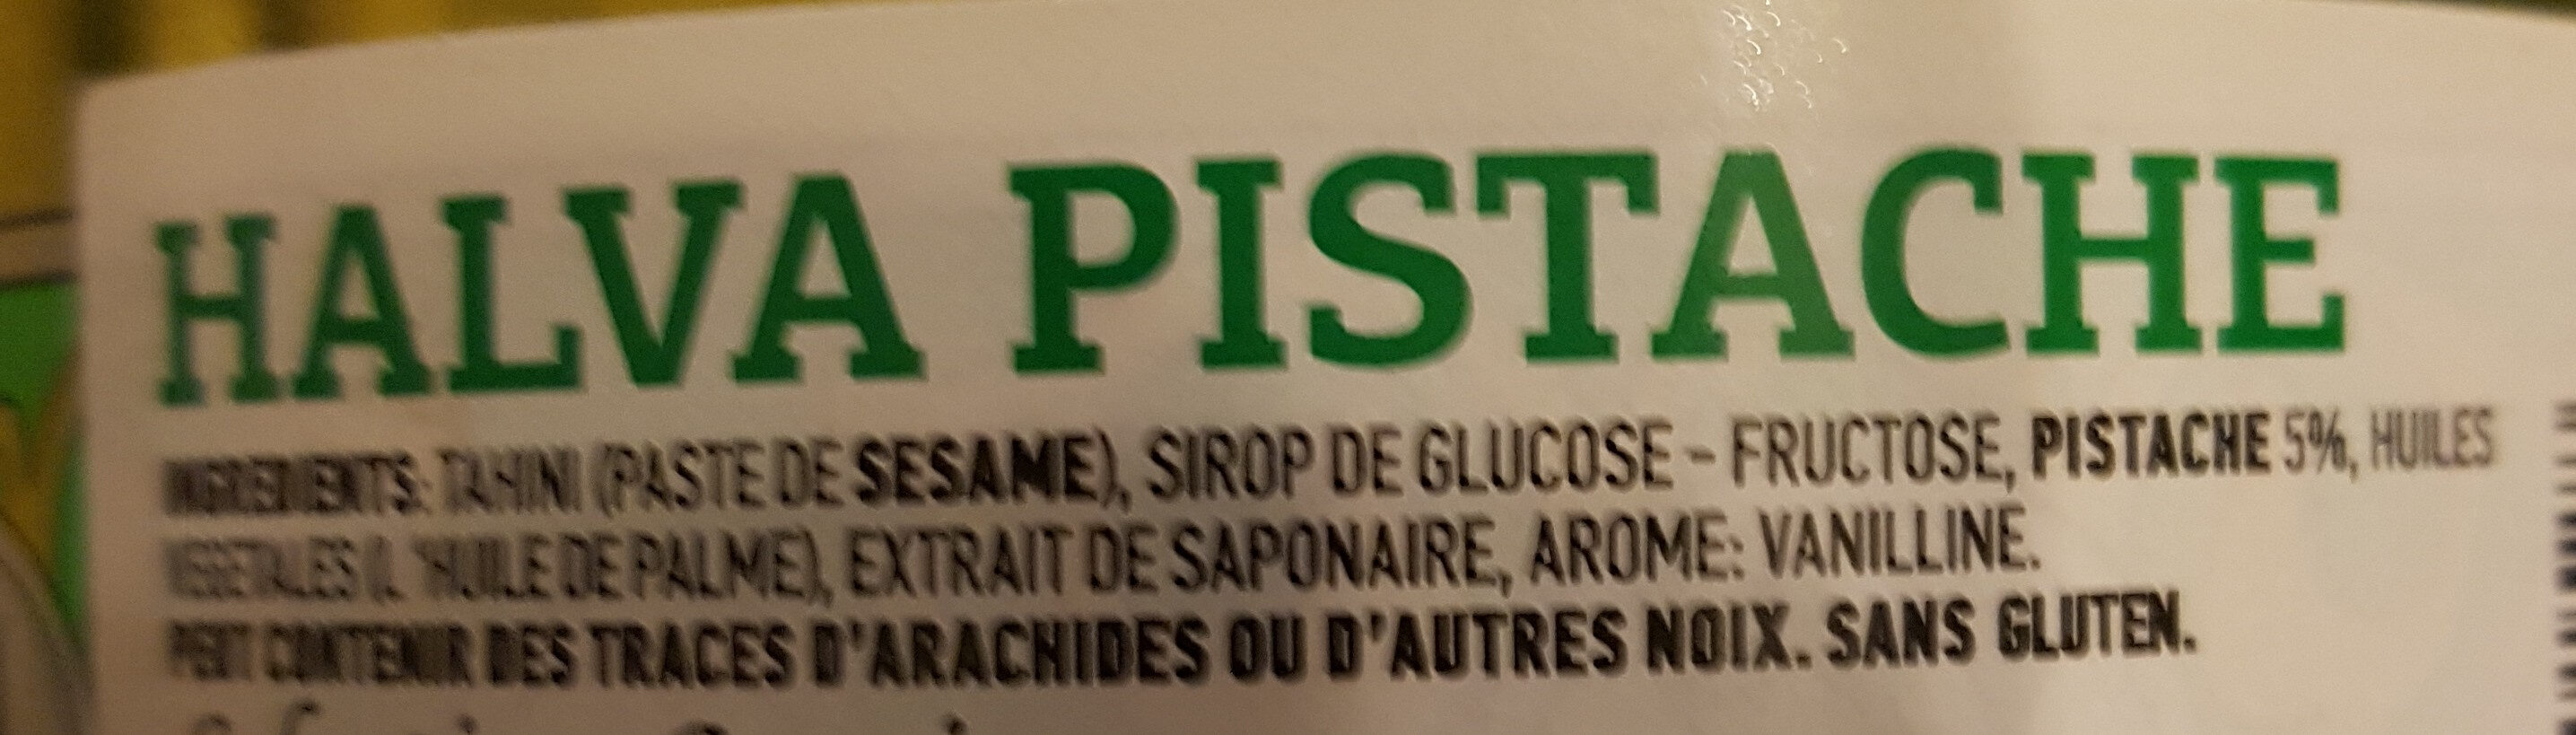 HALVA PISTACHE
INGREDIENTS: TAHINI (PASTE DE SESAME), SIROP DE GLUCOSE - FRUCTOSE, PISTACHE 5%, HUILES
VEGETALES (L'HUILE DE PALME), EXTRAIT DE SAPONAIRE, AROME: VANILLINE.
PEUT CONTENIR DES TRACES D'ARACHIDES OU D'AUTRES NOIX. SANS GLUTEN.